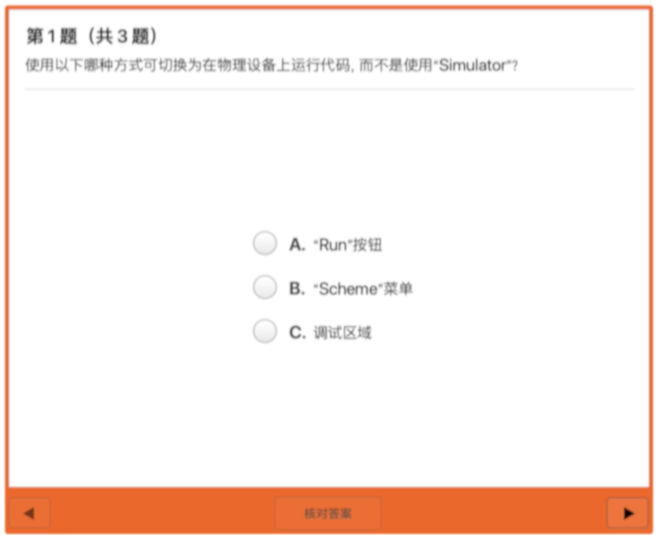 第1题（共3题）
使用以下哪种方式可切换为在物理设备上运行代码, 而不是使用“Simulator”?
A. “Run”按钮
B. “Scheme”菜单
C. 调试区域
核对答案